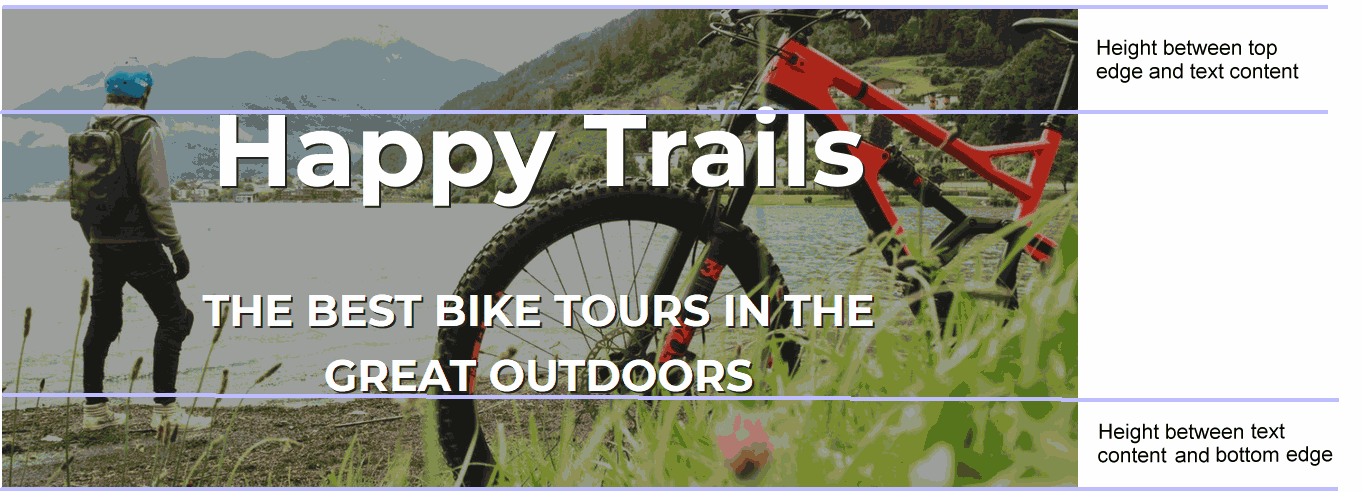 Height between top
edge and text content
Happy Trails
THE BEST BIKE TOURS IN THE
GREAT OUTDOORS
Height between text
content and bottom edge